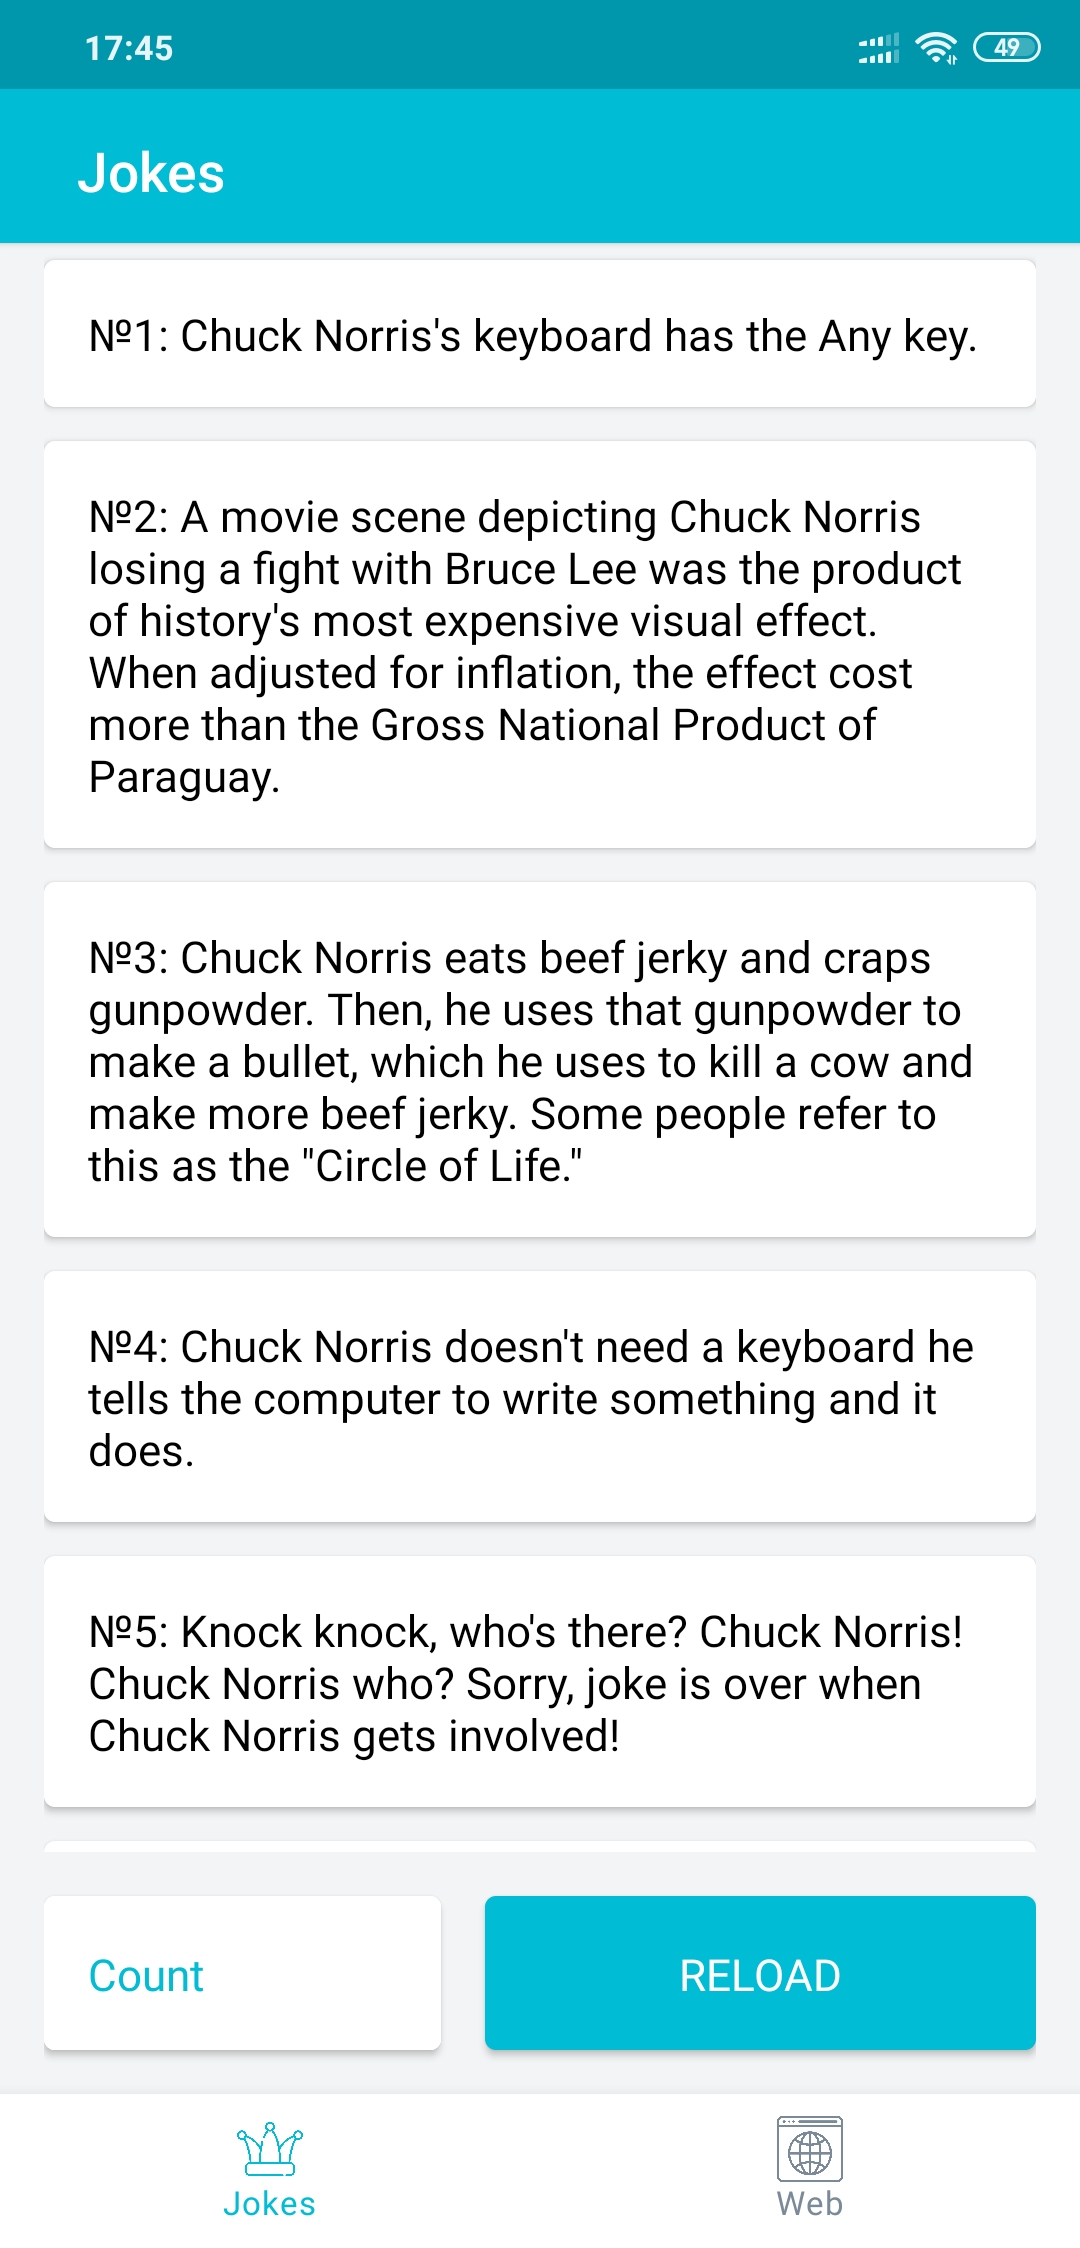 17:45
49
Jokes
№1: Chuck Norris's keyboard has the Any key.
№2: A movie scene depicting Chuck Norris
losing a fight with Bruce Lee was the product
of history's most expensive visual effect.
When adjusted for inflation, the effect cost
more than the Gross National Product of
Paraguay.
№3: Chuck Norris eats beef jerky and craps
gunpowder. Then, he uses that gunpowder to
make a bullet, which he uses to kill a cow and
make more beef jerky. Some people refer to
this as the "Circle of Life."
№4: Chuck Norris doesn't need a keyboard he
tells the computer to write something and it
does.
№5: Knock knock, who's there? Chuck Norris!
Chuck Norris who? Sorry, joke is over when
Chuck Norris gets involved!
Count
RELOAD
Jokes
Web